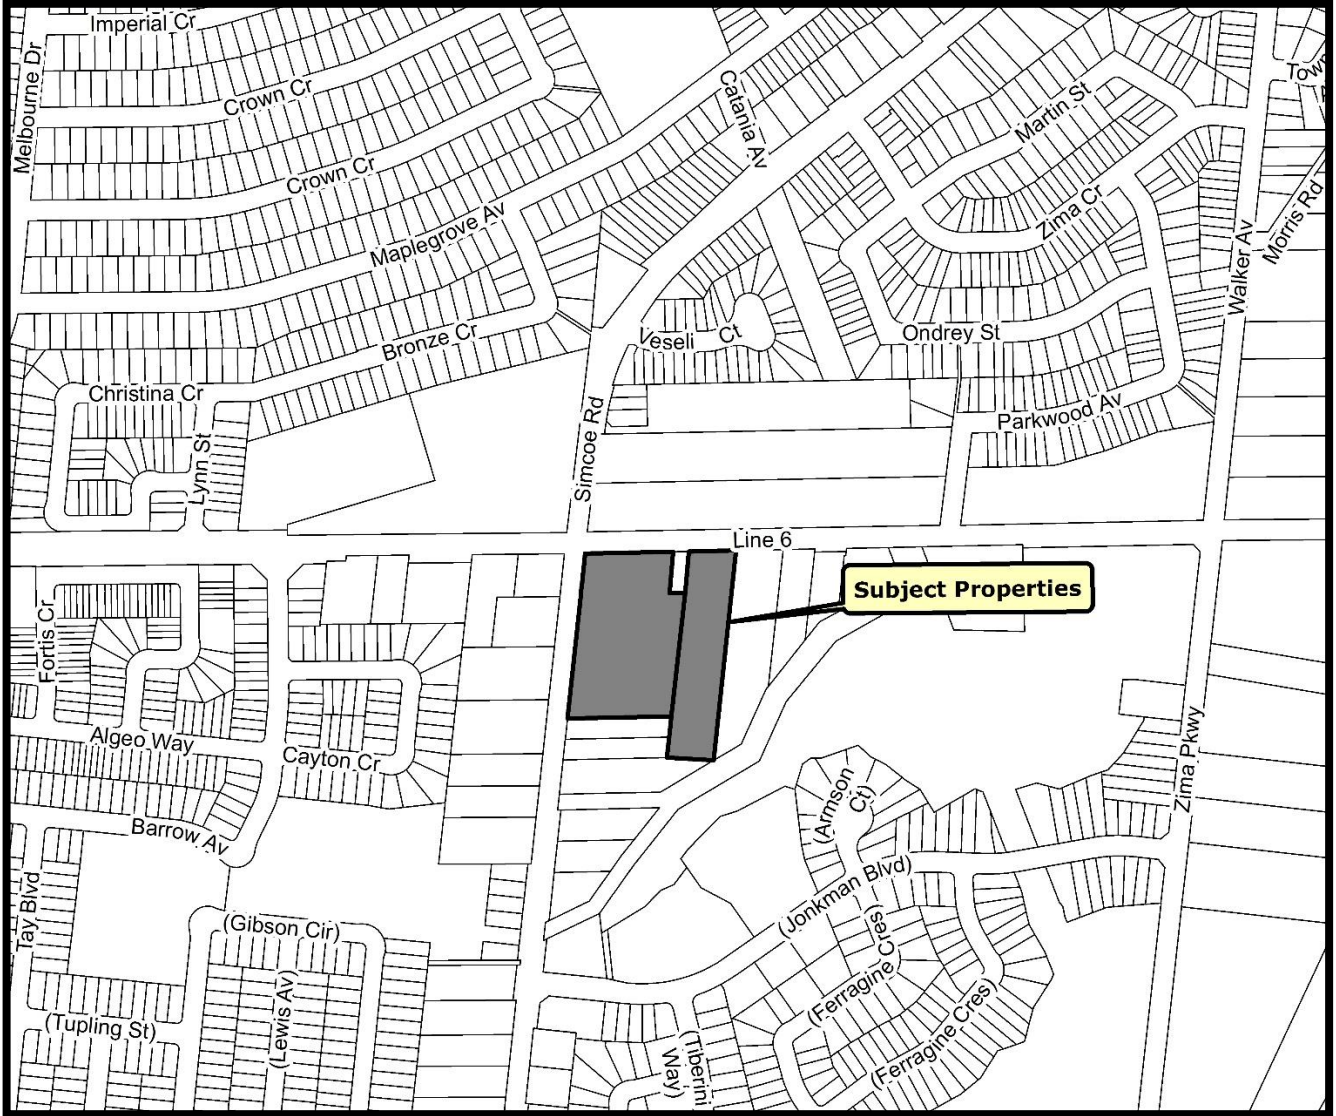 Imperial Cr
Melbourne Dr
Crown Cr
Crown Cr
Maplegrove Av
Bronze Cr
Christina Cr
Lynn St
Catania Av
Martin St
Zima Cr
Town
Morris Rd
Walker Av
Veseli Ct
Ondrey St
Parkwood Av
Simcoe Rd
Line 6
Subject Properties
Fortis Cr
Algeo Way
Cayton Cr
Barrow Av
Tay Blvd
(Gibson Cir)
(Lewis Av)
(Tupling St)
Zima Pkwy
(Armson
Ct)
(Jonkman Blvd)
(Ferragine Cres)
(Ferragine Cres)
(Tiberini
Way)